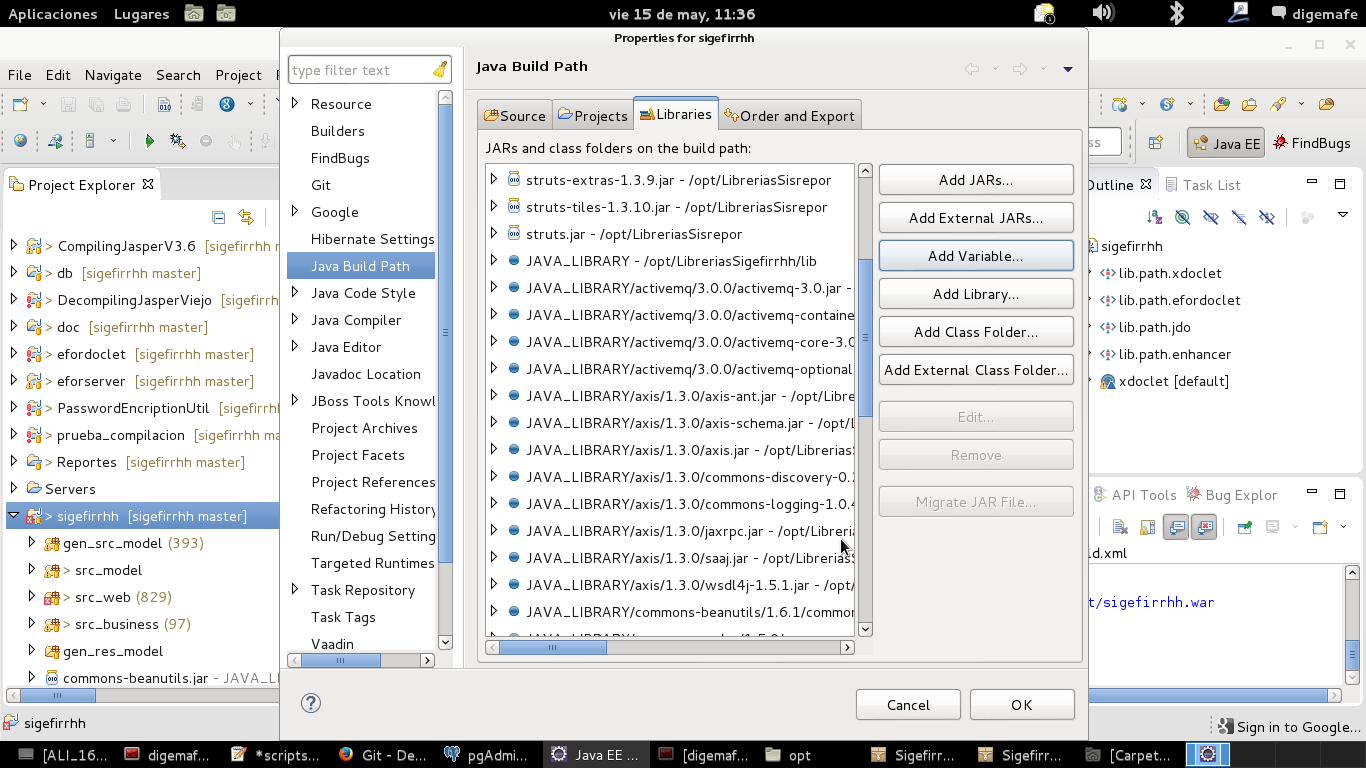 Aplicaciones Lugares vie 15 de may, 11:36 digemafe
Properties for sigefirrhh
File Edit Navigate Search Project
type filter text
Java Build Path
Resource
Builders
FindBugs
Git
Google
Hibernate Settings
Java Build Path
Java Code Style
Java Compiler
Java Editor
Javadoc Location
JBoss Tools Knowl
Project Archives
Project Facets
Project References
Refactoring History
Run/Debug Setting
Targeted Runtimes
Task Repository
Task Tags
Vaadin
Source Projects Libraries Order and Export
JARs and class folders on the build path:
struts-extras-1.3.9.jar - /opt/LibreriasSisrepor
struts-tiles-1.3.10.jar - /opt/LibreriasSisrepor
struts.jar - /opt/LibreriasSisrepor
JAVA_LIBRARY - /opt/LibreriasSigefirrhh/lib
JAVA_LIBRARY/activemq/3.0.0/activemq-3.0.jar -
JAVA_LIBRARY/activemq/3.0.0/activemq-containe
JAVA_LIBRARY/activemq/3.0.0/activemq-core-3.0
JAVA_LIBRARY/activemq/3.0.0/activemq-optional
JAVA_LIBRARY/axis/1.3.0/axis-ant.jar - /opt/Libre
JAVA_LIBRARY/axis/1.3.0/axis-schema.jar - /opt/L
JAVA_LIBRARY/axis/1.3.0/axis.jar - /opt/LibreriasS
JAVA_LIBRARY/axis/1.3.0/commons-discovery-0.2
JAVA_LIBRARY/axis/1.3.0/commons-logging-1.0.4
JAVA_LIBRARY/axis/1.3.0/jaxrpc.jar - /opt/Libreria
JAVA_LIBRARY/axis/1.3.0/saaj.jar - /opt/LibreriasS
JAVA_LIBRARY/axis/1.3.0/wsdl4j-1.5.1.jar - /opt/
JAVA_LIBRARY/commons-beanutils/1.6.1/commor
Add JARs...
Add External JARs...
Add Variable...
Add Library...
Add Class Folder...
Add External Class Folder...
Edit...
Remove
Migrate JAR File...
Cancel OK
Project Explorer
> CompilingJasperV3.6 [sigefirrhh r
> db [sigefirrhh master]
> DecompilingJasperViejo [sigefirrhh
> doc [sigefirrhh master]
> efordoclet [sigefirrhh master]
> eforserver [sigefirrhh master]
> PasswordEncriptionUtil [sigefirrhh
> prueba_compilacion [sigefirrhh ma
> Reportes [sigefirrhh master]
Servers
> sigefirrhh [sigefirrhh master]
gen_src_model (393)
> src_model
> src_web (829)
> src_business (97)
gen_res_model
commons-beanutils.jar - JAVA_L
sigefirrhh
ss Java EE FindBugs
Outline Task List
sigefirrhh
lib.path.xdoclet
lib.path.efordoclet
lib.path.jdo
lib.path.enhancer
xdoclet [default]
API Tools Bug Explor
ld.xml
t/sigefirrhh.war
Sign in to Google...
[ALI_16... digemaf... *scripts... Git - De... pgAdmi... Java EE ... [digemaf... opt Sigefirr... Sigefirr... [Carpet...